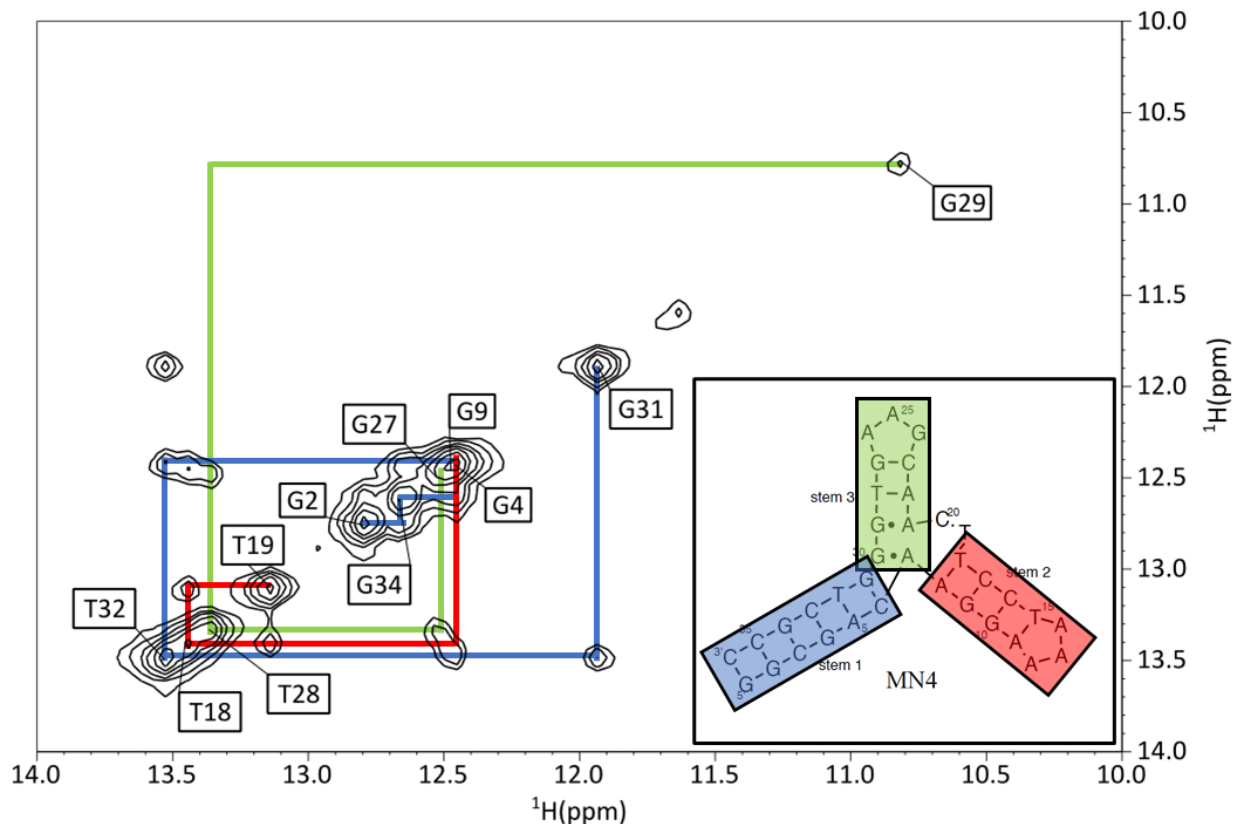 10.0
10.5
11.0
11.5
12.0
12.5
13.0
13.5
14.0
¹H(ppm)
14.0 13.5 13.0 12.5 12.0 11.5 11.0 10.5 10.0
¹H(ppm)
G29
G31
G9
G27
G4
G2
G34
T19
T32
T18
T28
A 25
A G
G C
stem 3 T A
G • A C. 20
30 G • A T
G T stem 2
T C A C
35 G A C G C T 15
C C 5 G A
C G 10 G A
3' C G stem 1 A A
G A
5'
MN4